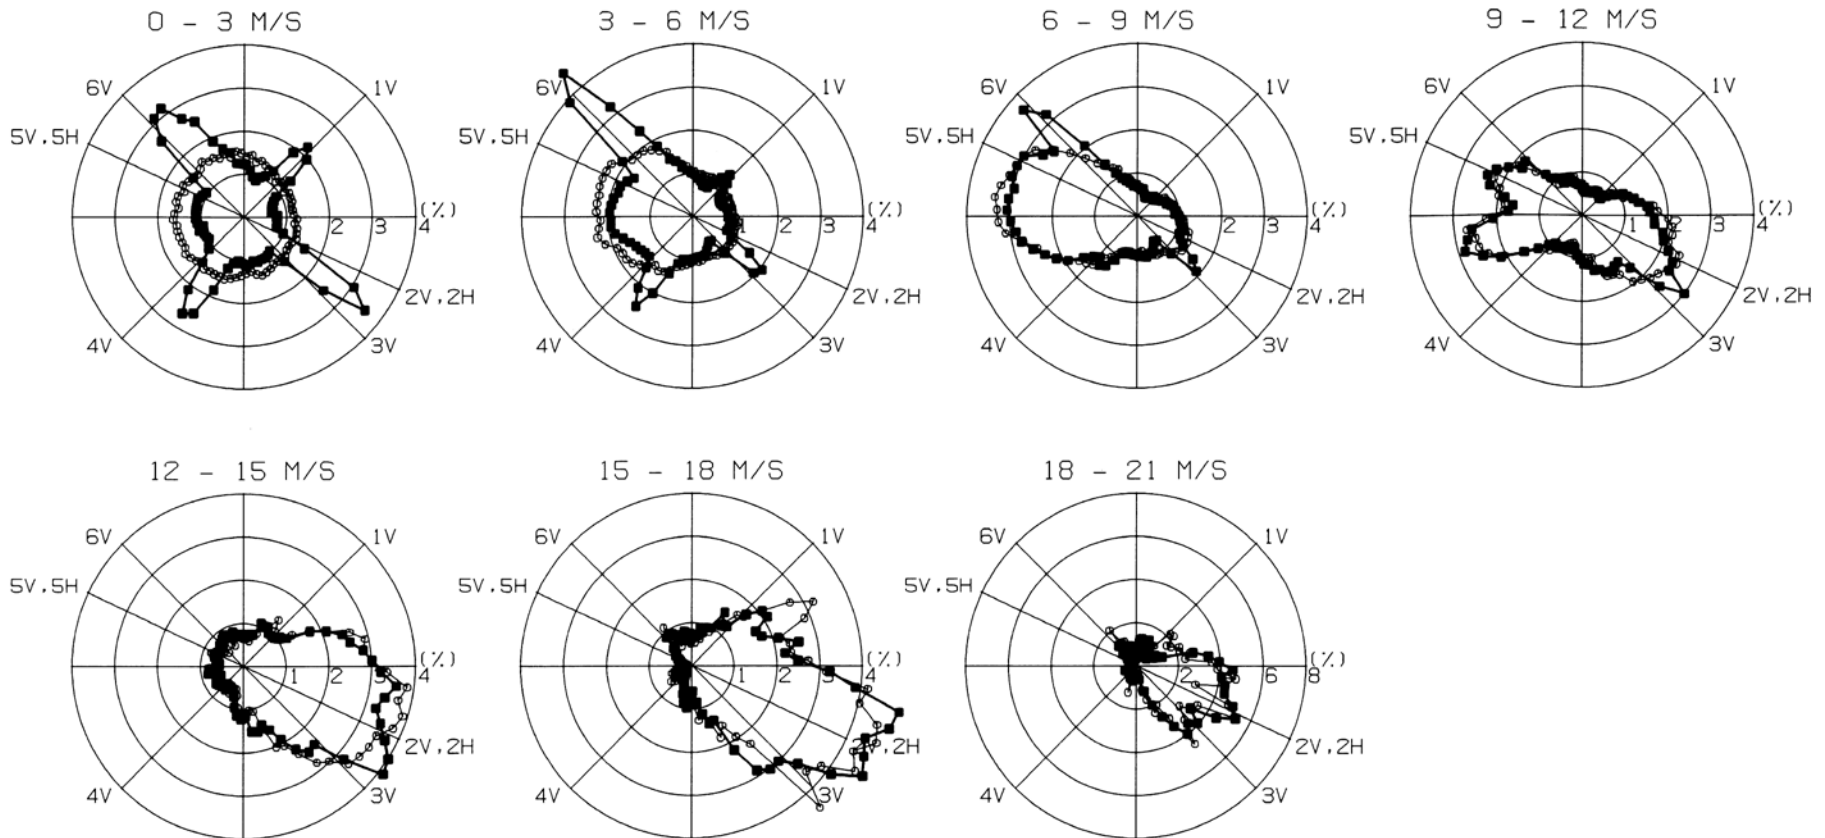 0 - 3 M/S
3 - 6 M/S
6 - 9 M/S
9 - 12 M/S
6V 1V
5V,5H
(%)
2 3 4
2V,2H
4V 3V
6V 1V
(%)
1 2 3 4
2V,2H
4V 3V
6V 1V
5V,5H
(%)
1 2 3 4
2V,2H
4V 3V
6V 1V
5V,5H
(%)
1 2 3 4
2V,2H
4V 3V
12 - 15 M/S
15 - 18 M/S
18 - 21 M/S
6V 1V
5V,5H
(%)
1 2 4
2V,2H
4V 3V
6V 1V
5V,5H
(%)
1 2 3 4
2V,2H
4V 3V
6V 1V
5V,5H
(%)
2 6 8
2V,2H
4V 3V